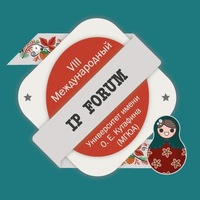 VIII
Международный
IP FORUM
Университет имени
О. Е. Кутафина
(МГЮА)